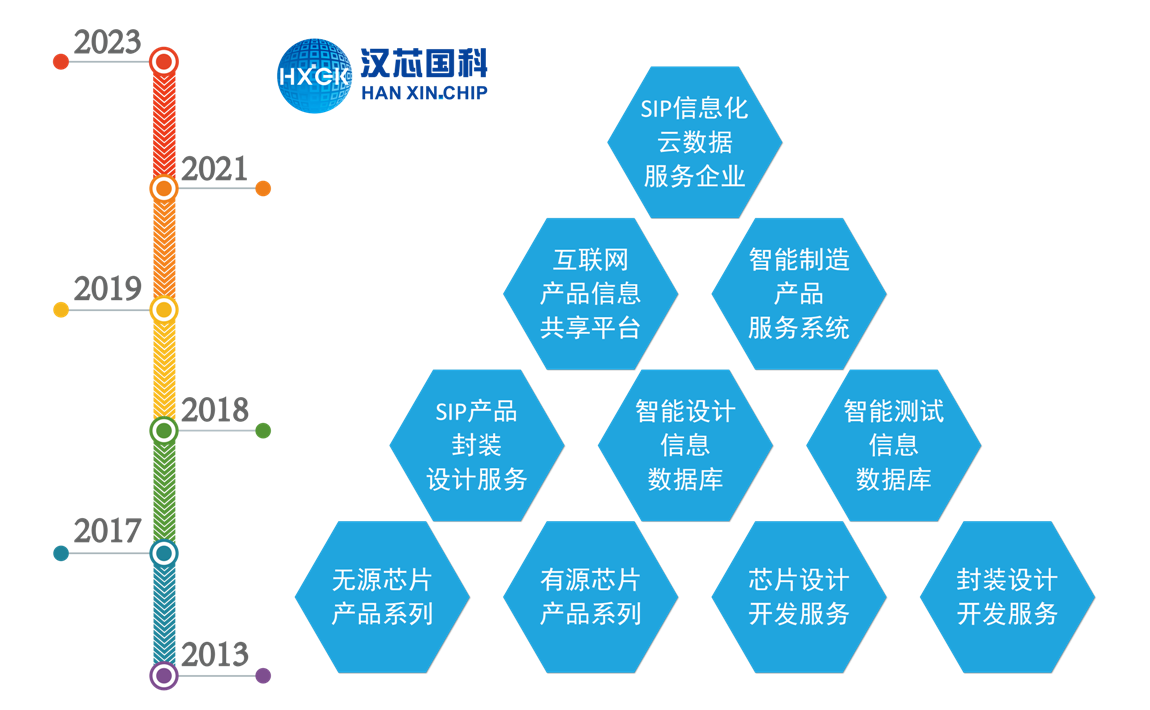 2023
2021
2019
2018
2017
2013
HXGK
汉芯国科
HAN XIN.CHIP
SIP信息化
云数据
服务企业
互联网
产品信息
共享平台
智能制造
产品
服务系统
SIP产品
封装
设计服务
智能设计
信息
数据库
智能测试
信息
数据库
无源芯片
产品系列
有源芯片
产品系列
芯片设计
开发服务
封装设计
开发服务